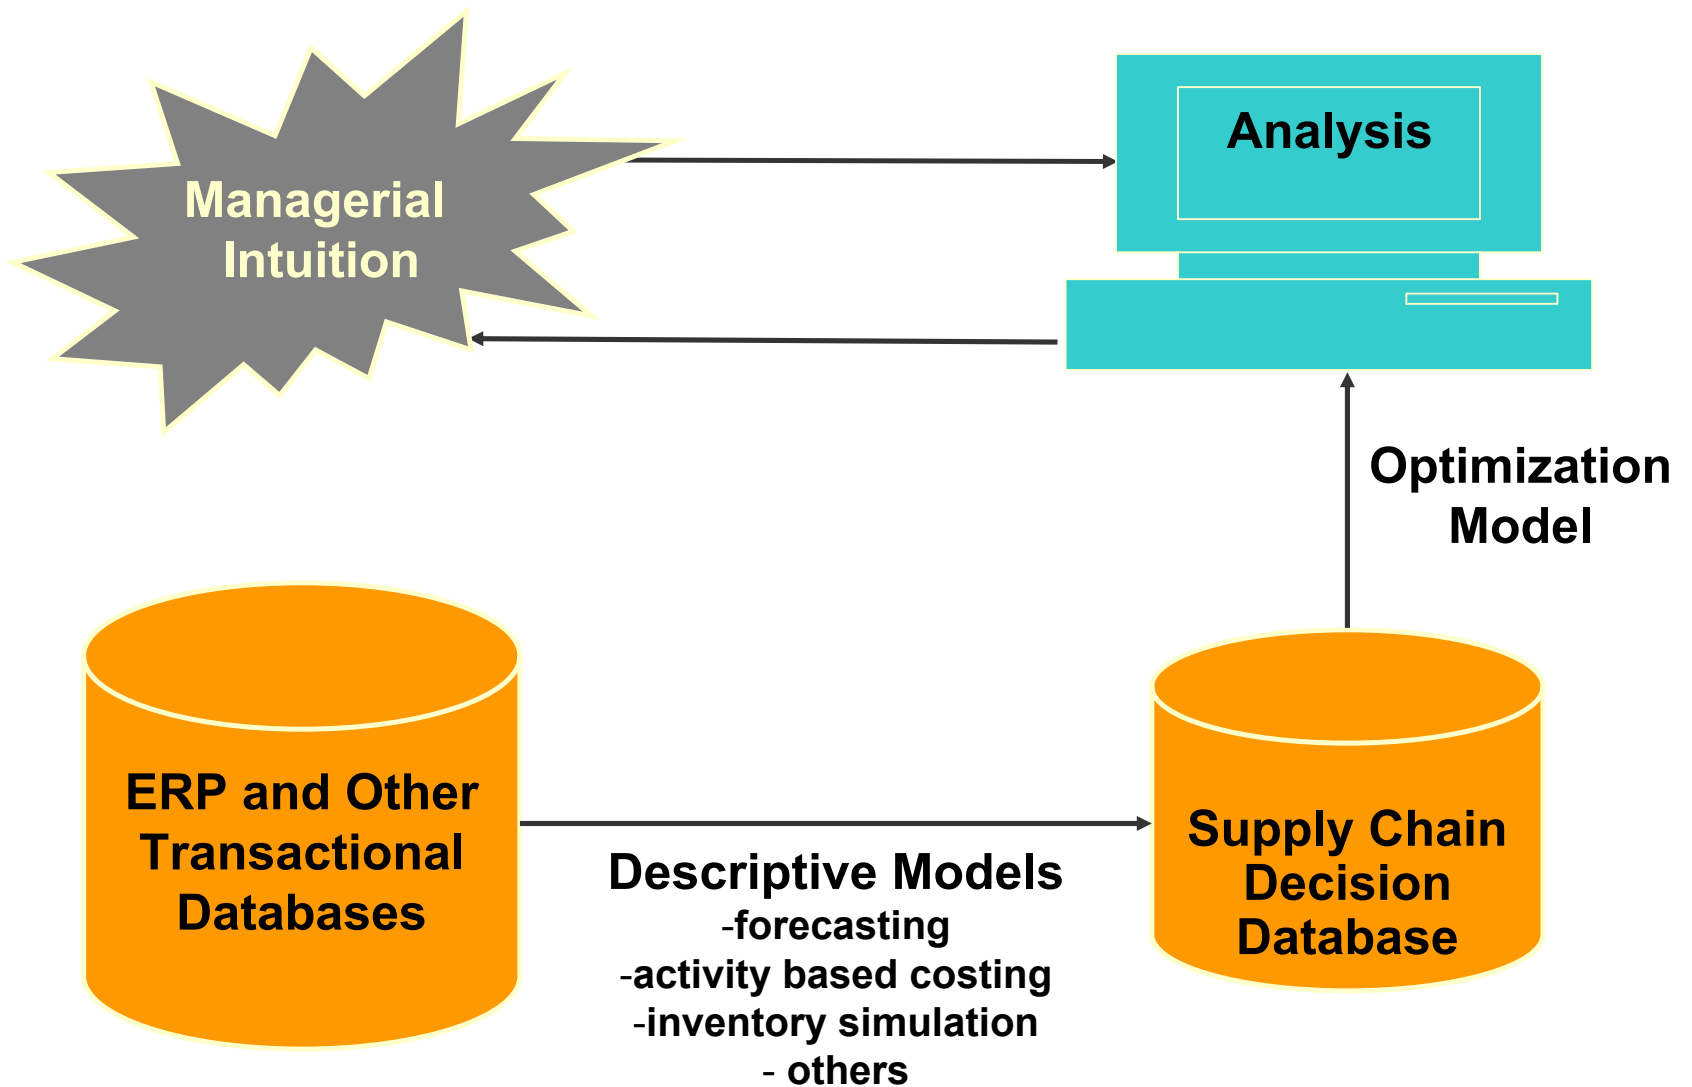 Managerial
Intuition
Analysis
Optimization
Model
ERP and Other
Transactional
Databases
Descriptive Models
-forecasting
-activity based costing
-inventory simulation
- others
Supply Chain
Decision
Database